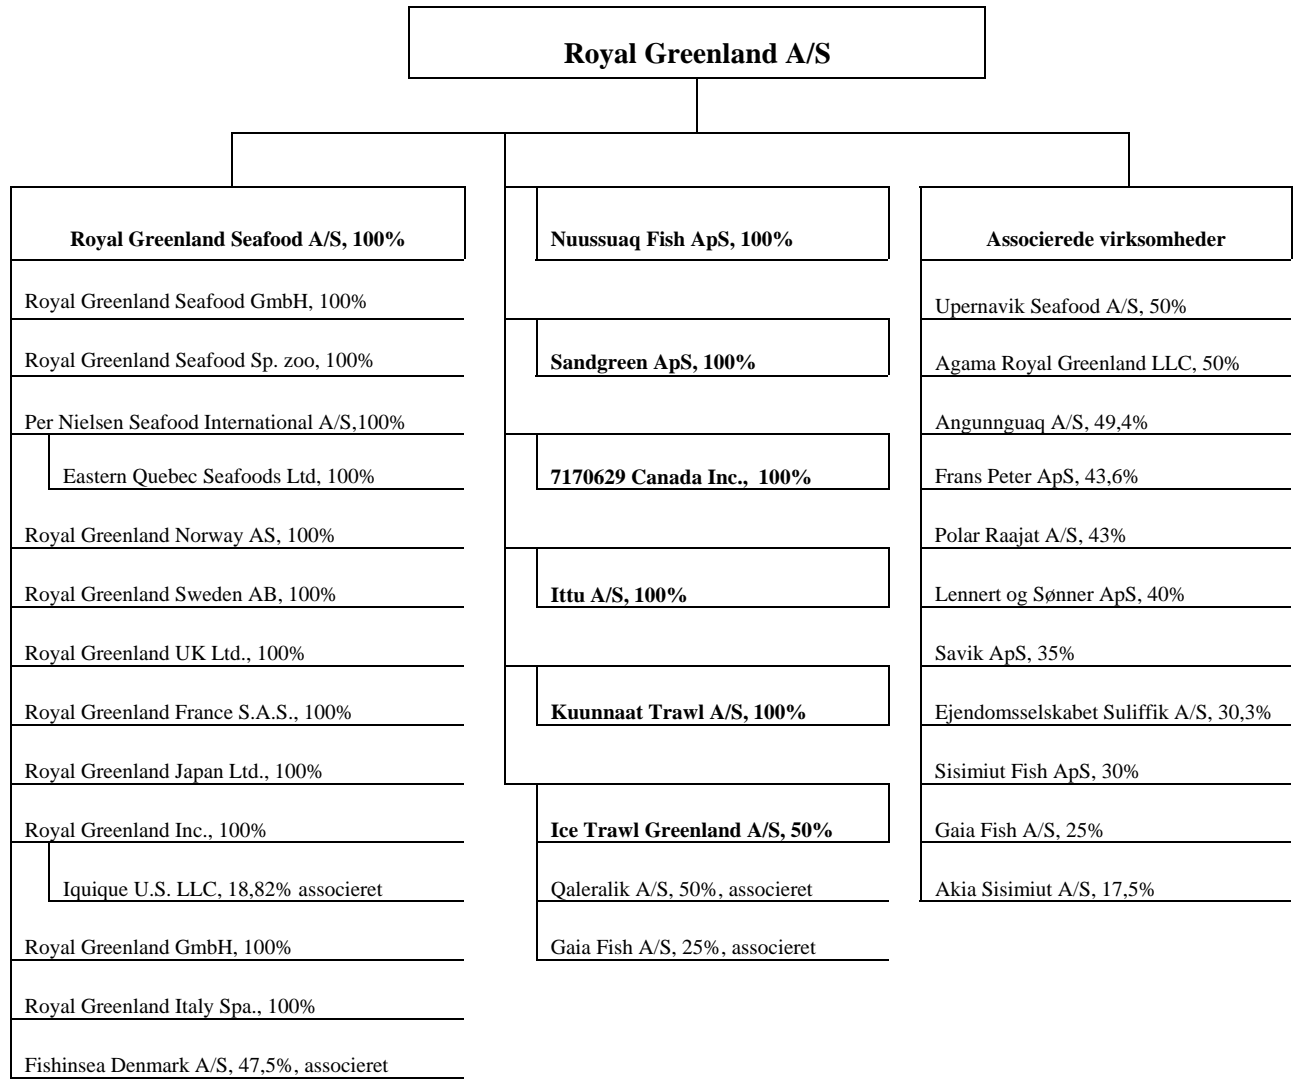 Royal Greenland A/S
Royal Greenland Seafood A/S, 100%
Royal Greenland Seafood GmbH, 100%
Royal Greenland Seafood Sp. zoo, 100%
Per Nielsen Seafood International A/S,100%
Eastern Quebec Seafoods Ltd, 100%
Royal Greenland Norway AS, 100%
Royal Greenland Sweden AB, 100%
Royal Greenland UK Ltd., 100%
Royal Greenland France S.A.S., 100%
Royal Greenland Japan Ltd., 100%
Royal Greenland Inc., 100%
Iquique U.S. LLC, 18,82% associeret
Royal Greenland GmbH, 100%
Royal Greenland Italy Spa., 100%
Fishinsea Denmark A/S, 47,5%, associeret
Nuussuaq Fish ApS, 100%
Sandgreen ApS, 100%
7170629 Canada Inc., 100%
Ittu A/S, 100%
Kuunnaat Trawl A/S, 100%
Ice Trawl Greenland A/S, 50%
Qaleralik A/S, 50%, associeret
Gaia Fish A/S, 25%, associeret
Associerede virksomheder
Upernavik Seafood A/S, 50%
Agama Royal Greenland LLC, 50%
Angunnguaq A/S, 49,4%
Frans Peter ApS, 43,6%
Polar Raajat A/S, 43%
Lennert og Sønner ApS, 40%
Savik ApS, 35%
Ejendomsselskabet Suliffik A/S, 30,3%
Sisimiut Fish ApS, 30%
Gaia Fish A/S, 25%
Akia Sisimiut A/S, 17,5%